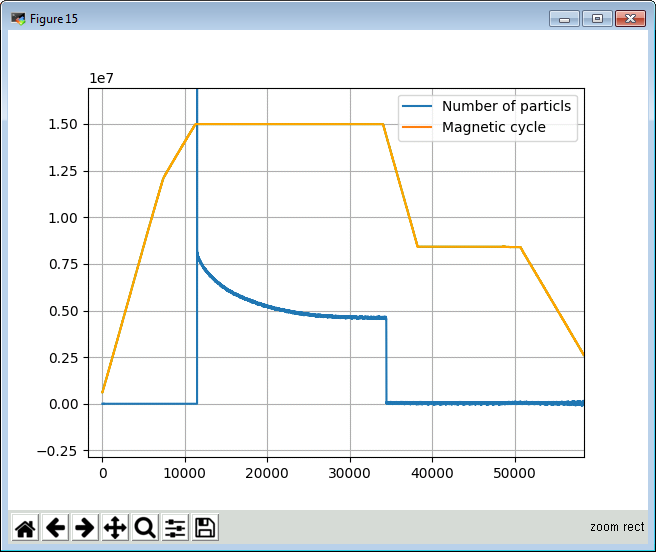 Figure 15
1e7
Number of particls
Magnetic cycle
1.50
1.25
1.00
0.75
0.50
0.25
0.00
−0.25
0 10000 20000 30000 40000 50000
zoom rect